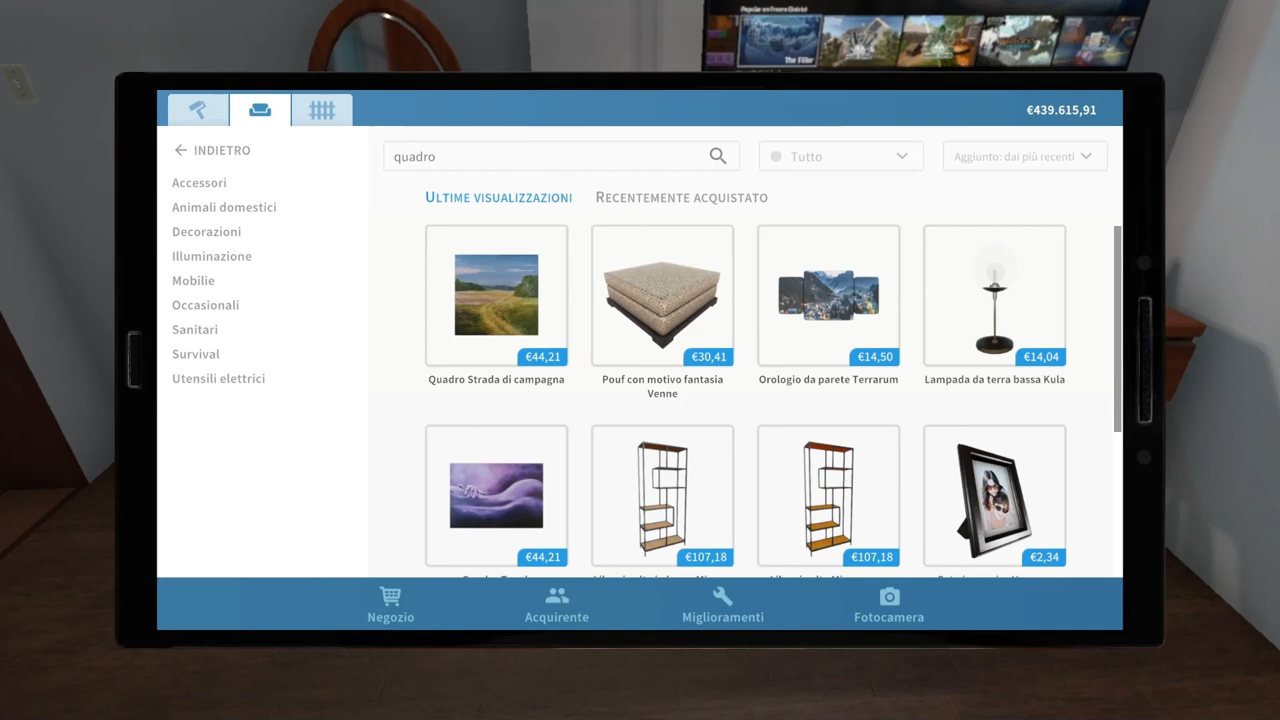 Popular on Freere District
The Filler
€439.615,91
INDIETRO
quadro
Tutto
Aggiunto: dai più recenti
Accessori
Animali domestici
Decorazioni
Illuminazione
Mobilie
Occasionali
Sanitari
Survival
Utensili elettrici
ULTIME VISUALIZZAZIONI
RECENTEMENTE ACQUISTATO
€44,21
€30,41
€14,50
€14,04
Quadro Strada di campagna
Pouf con motivo fantasia
Venne
Orologio da parete Terrarum
Lampada da terra bassa Kula
€44,21
€107,18
€107,18
€2,34
Negozio
Acquirente
Miglioramenti
Fotocamera